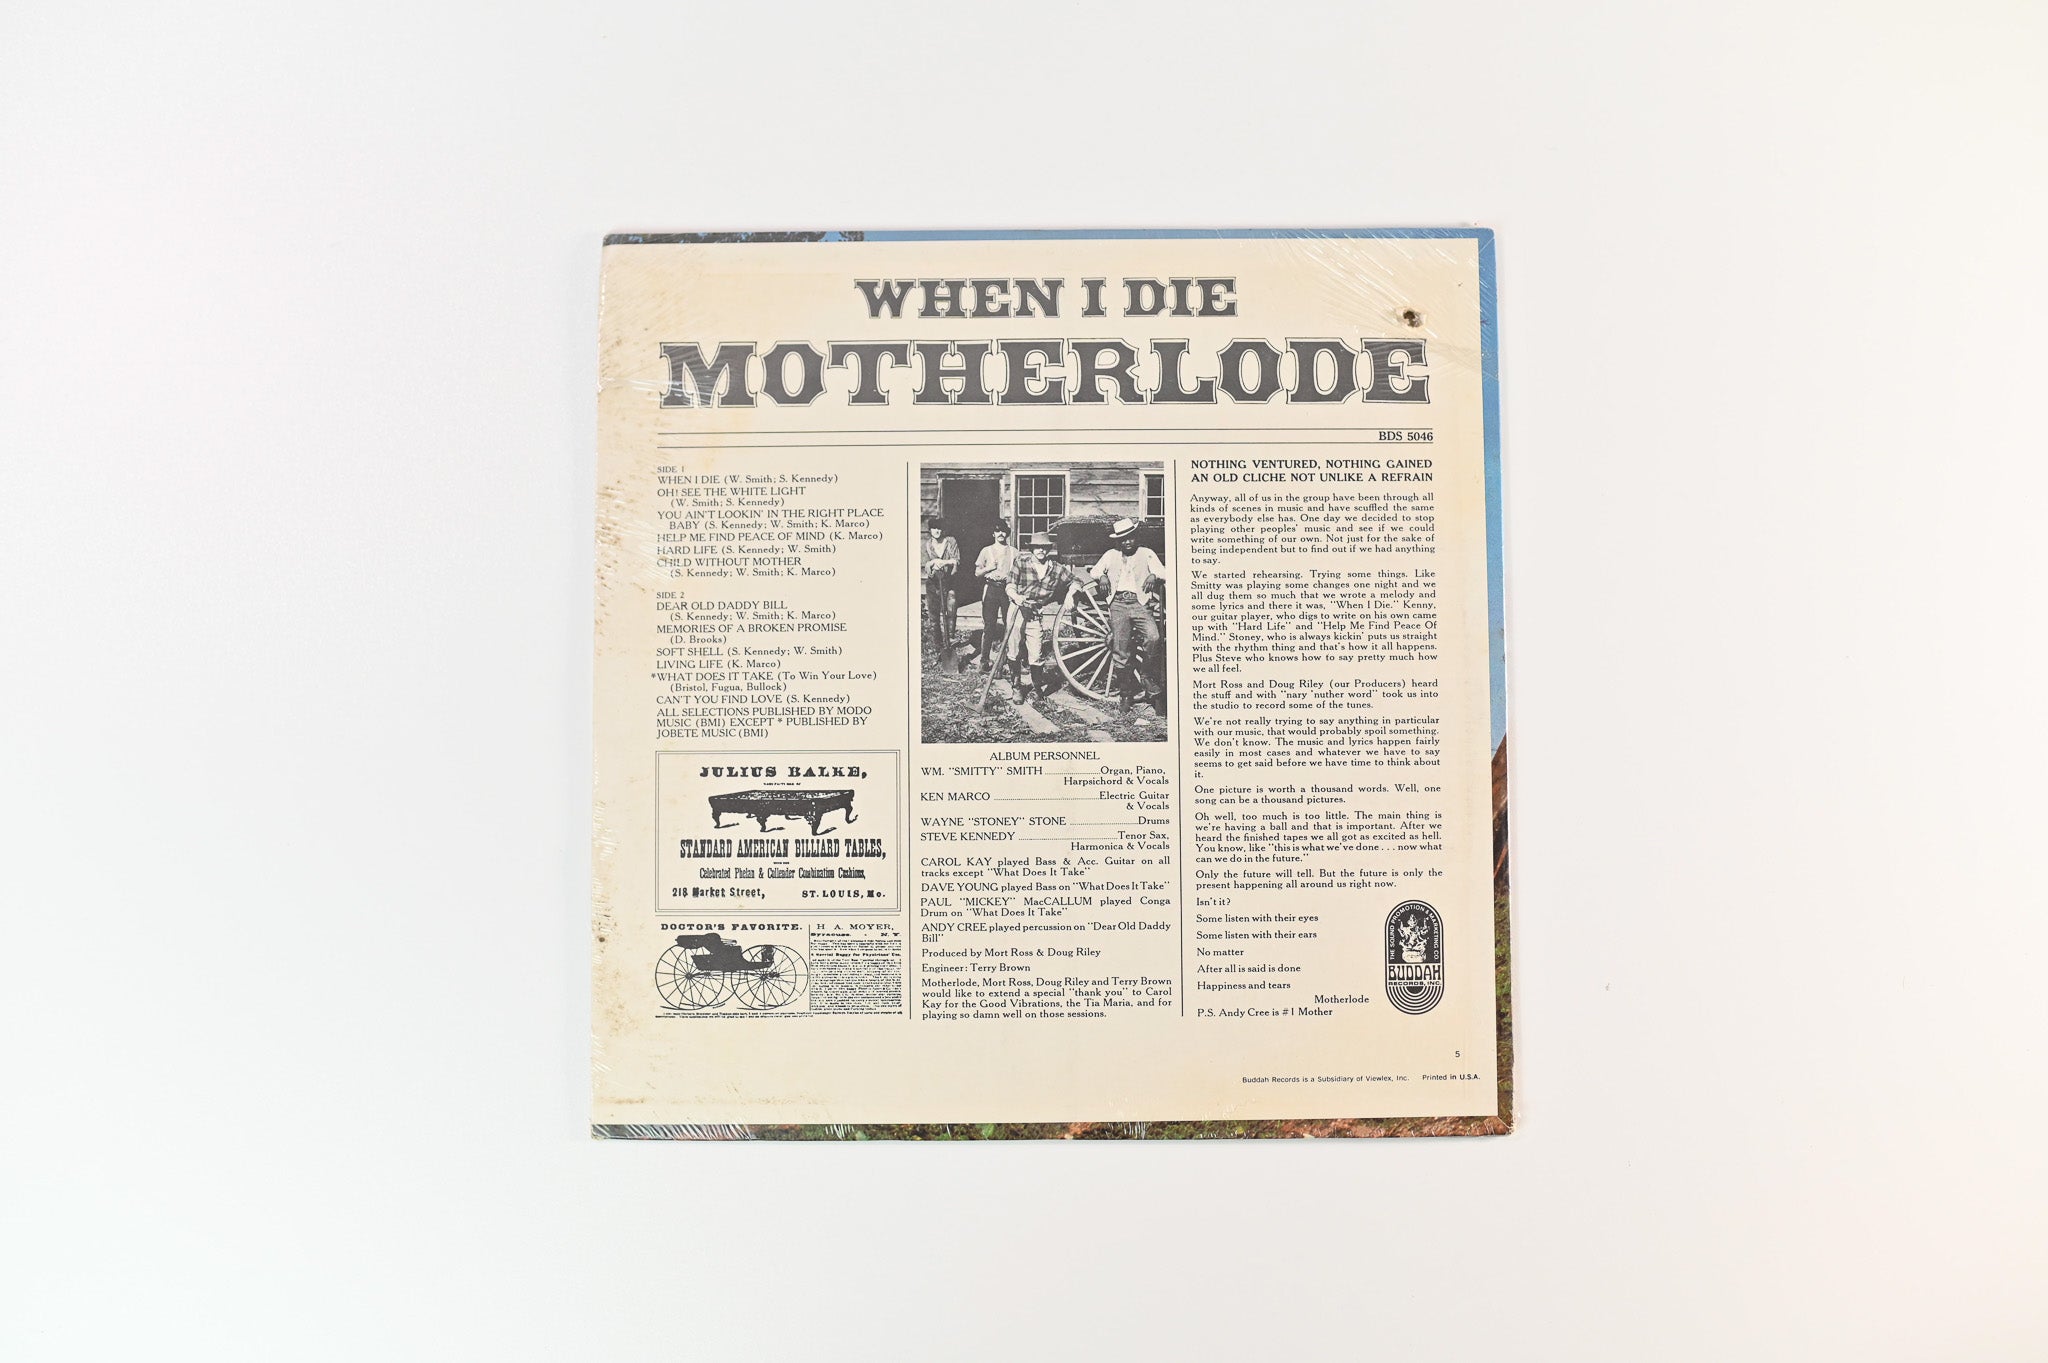 WHEN I DIE
MOTHERLODE
BDS 5046
SIDE 1
WHEN I DIE (W. Smith; S. Kennedy)
OH! SEE THE WHITE LIGHT
(W. Smith; S. Kennedy)
YOU AIN'T LOOKIN' IN THE RIGHT PLACE
BABY (S. Kennedy; W. Smith; K. Marco)
HELP ME FIND PEACE OF MIND (K. Marco)
HARD LIFE (S. Kennedy; W. Smith)
CHILD WITHOUT MOTHER
(S. Kennedy; W. Smith; K. Marco)
SIDE 2
DEAR OLD DADDY BILL
(S. Kennedy; W. Smith; K. Marco)
MEMORIES OF A BROKEN PROMISE
(D. Brooks)
SOFT SHELL (S. Kennedy; W. Smith)
LIVING LIFE (K. Marco)
*WHAT DOES IT TAKE (To Win Your Love)
(Bristol, Fugua, Bullock)
CAN'T YOU FIND LOVE (S. Kennedy)
ALL SELECTIONS PUBLISHED BY MODO
MUSIC (BMI) EXCEPT * PUBLISHED BY
JOBETE MUSIC (BMI)
JULIUS BALKE,
STANDARD AMERICAN BILLIARD TABLES,
Celebrated Phelan & Collender Combination Cushions,
218 Market Street, ST. LOUIS, Mo.
DOCTOR'S FAVORITE.
H. A. MOYER,
Syracuse. - N. Y.
A Special Buggy for Physicians' Use.
ALBUM PERSONNEL
WM. "SMITTY" SMITH ........ Organ, Piano,
Harpsichord & Vocals
KEN MARCO ........ Electric Guitar
& Vocals
WAYNE "STONEY" STONE ........ Drums
STEVE KENNEDY ........ Tenor Sax,
Harmonica & Vocals
CAROL KAY played Bass & Acc. Guitar on all
tracks except "What Does It Take"
DAVE YOUNG played Bass on "What Does It Take"
PAUL "MICKEY" MacCALLUM played Conga
Drum on "What Does It Take"
ANDY CREE played percussion on "Dear Old Daddy
Bill"
Produced by Mort Ross & Doug Riley
Engineer: Terry Brown
Motherlode, Mort Ross, Doug Riley and Terry Brown
would like to extend a special "thank you" to Carol
Kay for the Good Vibrations, the Tia Maria, and for
playing so damn well on those sessions.
NOTHING VENTURED, NOTHING GAINED
AN OLD CLICHE NOT UNLIKE A REFRAIN
Anyway, all of us in the group have been through all
kinds of scenes in music and have scuffled the same
as everybody else has. One day we decided to stop
playing other peoples' music and see if we could
write something of our own. Not just for the sake of
being independent but to find out if we had anything
to say.
We started rehearsing. Trying some things. Like
Smitty was playing some changes one night and we
all dug them so much that we wrote a melody and
some lyrics and there it was, "When I Die." Kenny,
our guitar player, who digs to write on his own came
up with "Hard Life" and "Help Me Find Peace Of
Mind." Stoney, who is always kickin' puts us straight
with the rhythm thing and that's how it all happens.
Plus Steve who knows how to say pretty much how
we all feel.
Mort Ross and Doug Riley (our Producers) heard
the stuff and with "nary 'nuther word" took us into
the studio to record some of the tunes.
We're not really trying to say anything in particular
with our music, that would probably spoil something.
We don't know. The music and lyrics happen fairly
easily in most cases and whatever we have to say
seems to get said before we have time to think about
it.
One picture is worth a thousand words. Well, one
song can be a thousand pictures.
Oh well, too much is too little. The main thing is
we're having a ball and that is important. After we
heard the finished tapes we all got as excited as hell.
You know, like "this is what we've done . . . now what
can we do in the future."
Only the future will tell. But the future is only the
present happening all around us right now.
Isn't it?
Some listen with their eyes
Some listen with their ears
No matter
After all is said is done
Happiness and tears
Motherlode
P.S. Andy Cree is #1 Mother
THE SOUND PROMOTION & MARKETING CO.
BUDDAH
RECORDS, INC.
5
Buddah Records is a Subsidiary of Viewlex, Inc. Printed in U.S.A.